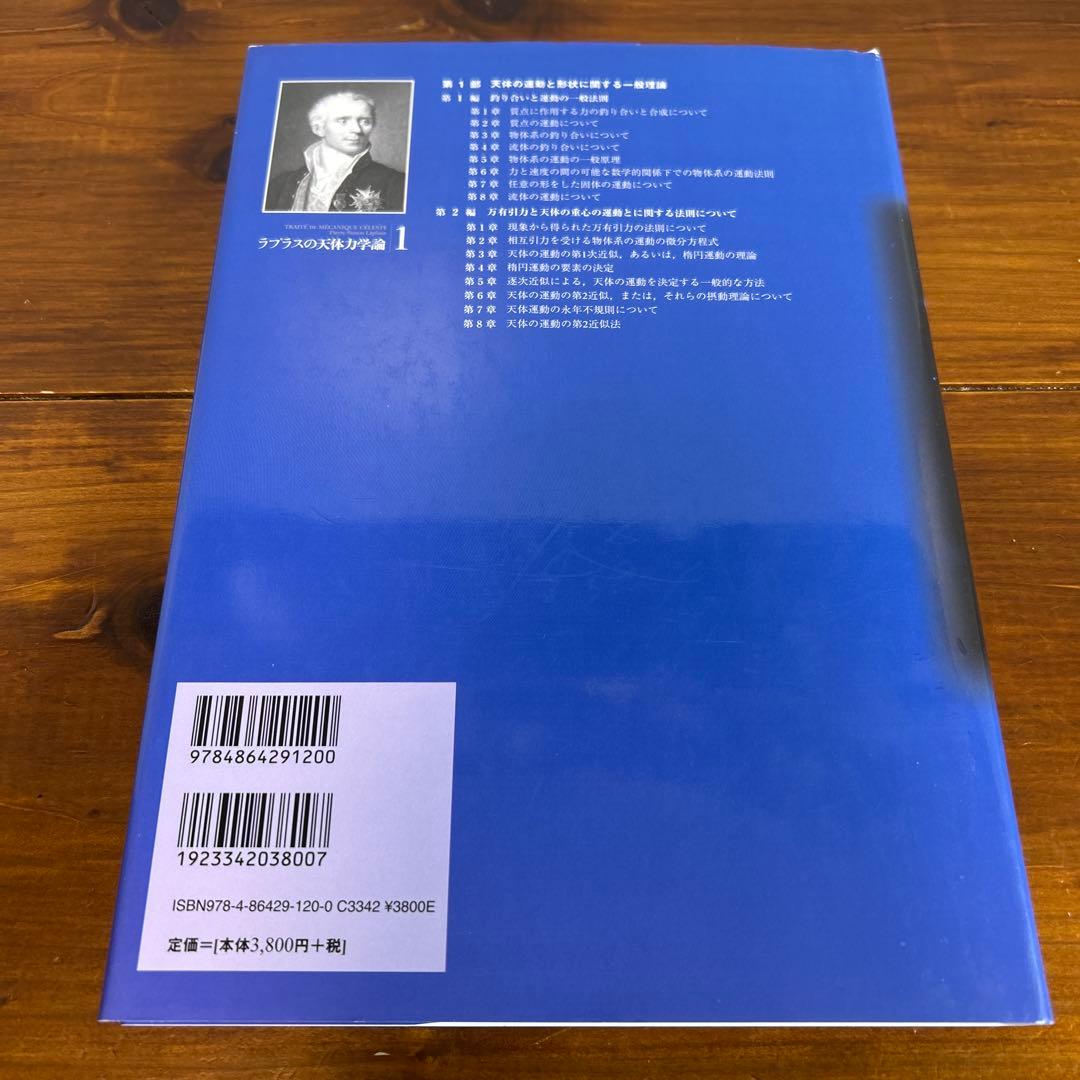 第1部 天体の運動と形状に関する一般理論
第1編 釣り合いと運動の一般法則
第1章 質点に作用する力の釣り合いと合成について
第2章 質点の運動について
第3章 物体系の釣り合いについて
第4章 流体の釣り合いについて
第5章 物体系の運動の一般原理
第6章 力と速度の間の可能な数学的関係下での物体系の運動法則
第7章 任意の形をした固体の運動について
第8章 流体の運動について
第2編 万有引力と天体の重心の運動とに関する法則について
第1章 現象から得られた万有引力の法則について
第2章 相互引力を受ける物体系の運動の微分方程式
第3章 天体の運動の第1次近似,あるいは,楕円運動の理論
第4章 楕円運動の要素の決定
第5章 逐次近似による,天体の運動を決定する一般的な方法
第6章 天体の運動の第2近似,または,それらの摂動理論について
第7章 天体運動の永年不規則について
第8章 天体の運動の第2近似法
TRAITÉ DE MÉCANIQUE CÉLESTE
Pierre-Simon Laplace
ラプラスの天体力学論 1
9784864291200
1923342038007
ISBN978-4-86429-120-0 C3342 ¥3800E
定価=[本体3,800円+税]